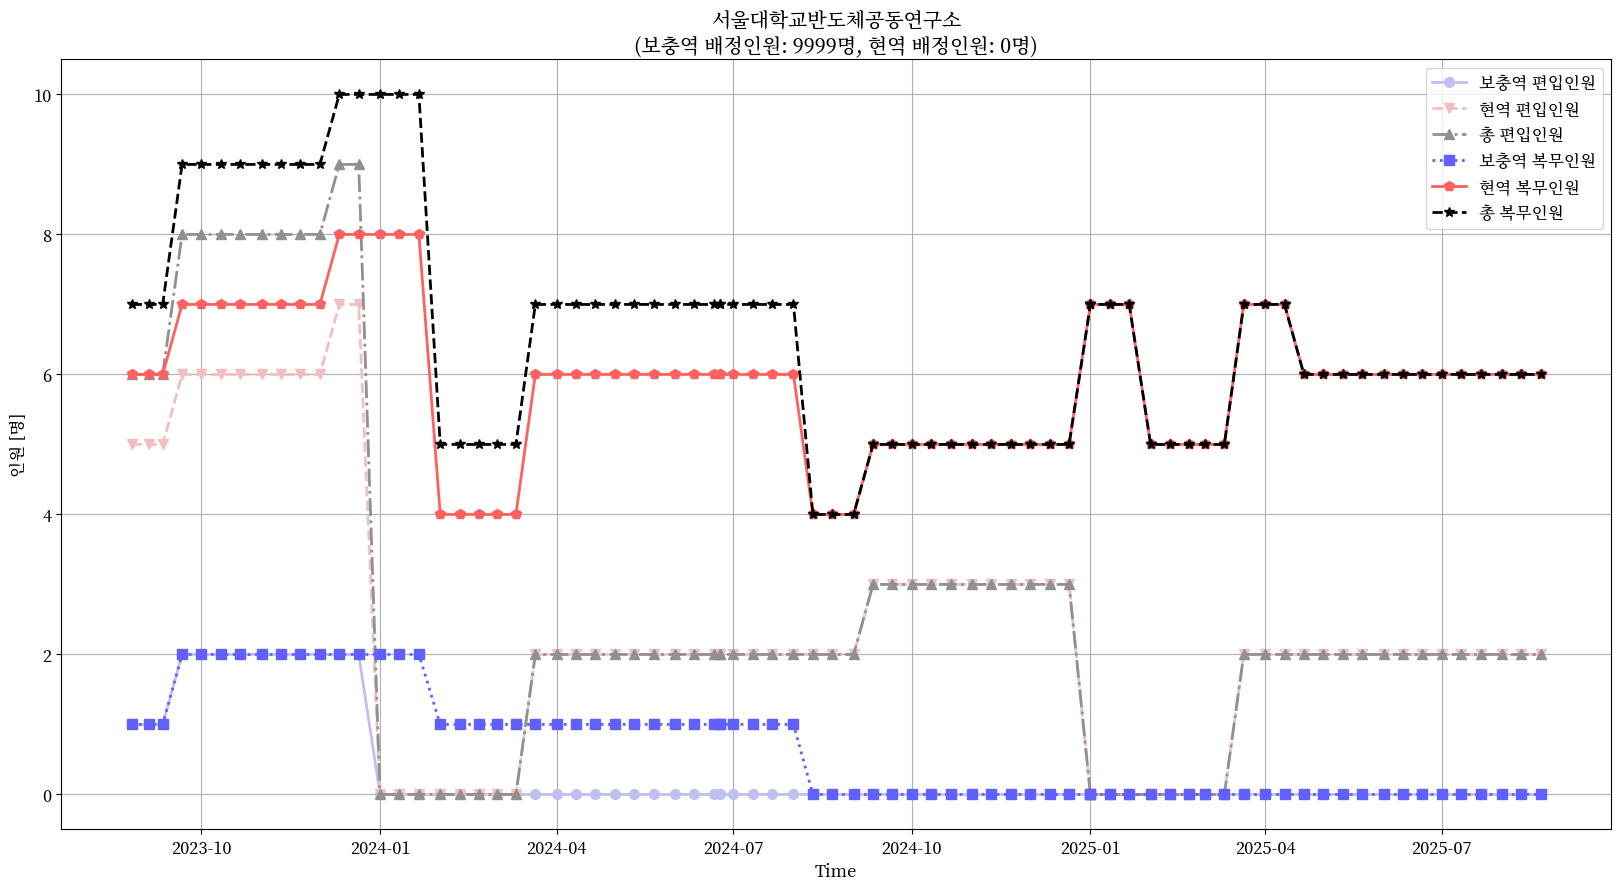 서울대학교반도체공동연구소
(보충역 배정인원: 9999명, 현역 배정인원: 0명)
보충역 편입인원
현역 편입인원
총 편입인원
보충역 복무인원
현역 복무인원
총 복무인원
10
8
6
4
2
0
인원 [명]
2023-10
2024-01
2024-04
2024-07
2024-10
2025-01
2025-04
2025-07
Time